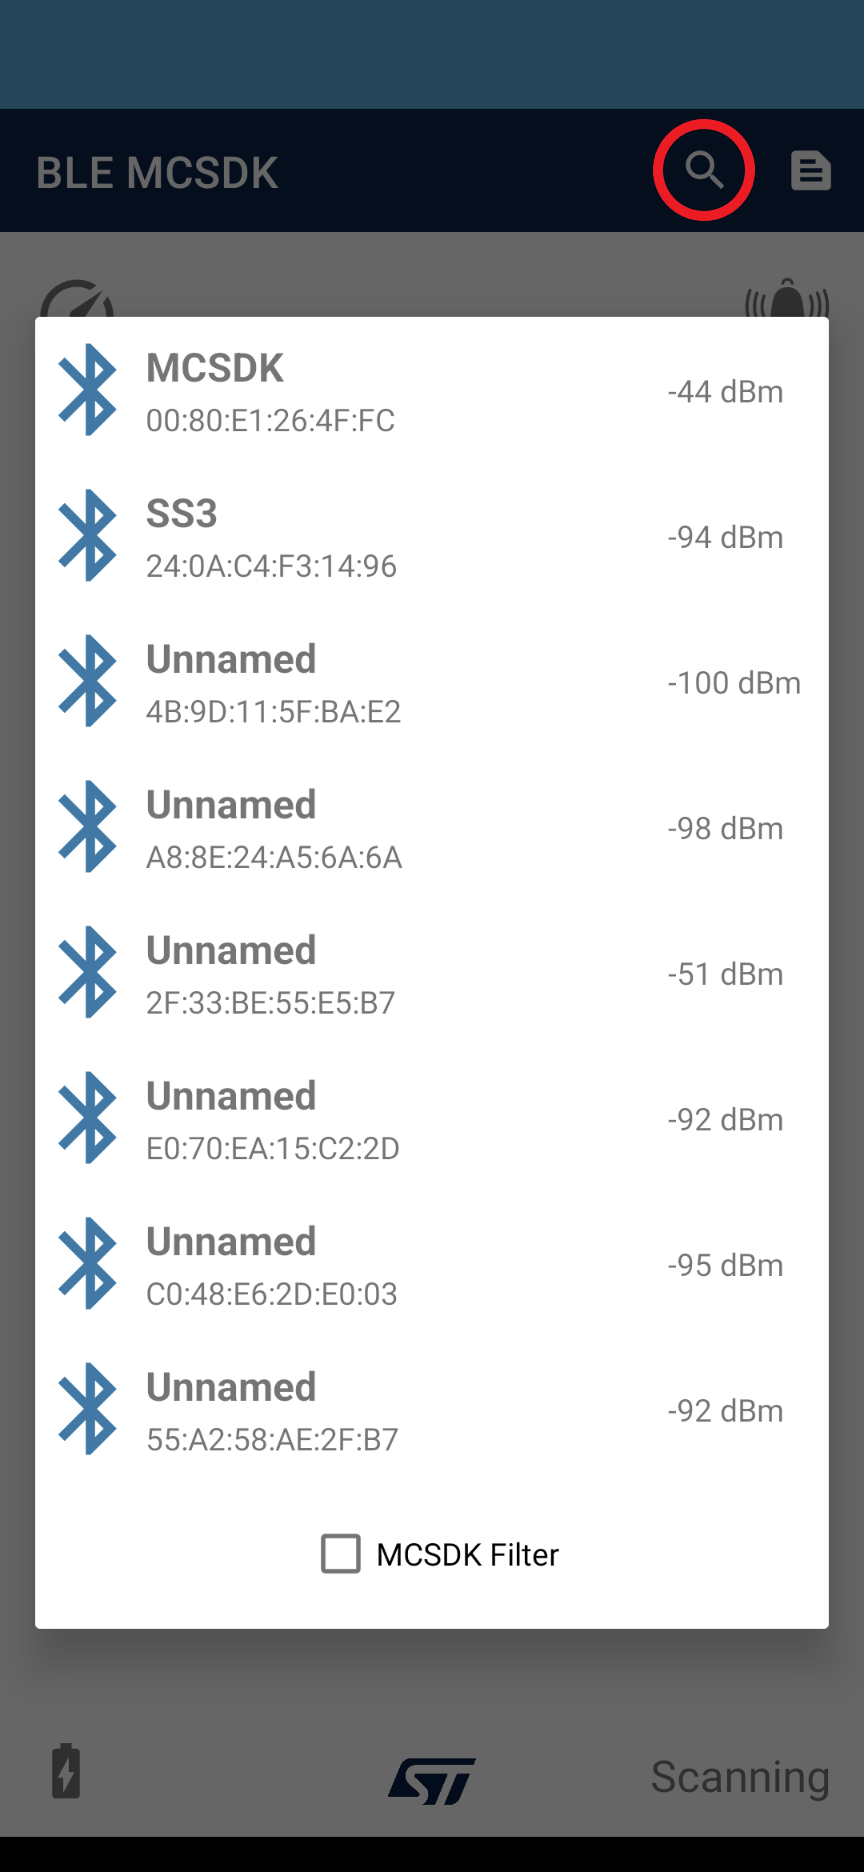 BLE MCSDK
MCSDK
-44 dBm
00:80:E1:26:4F:FC
SS3
-94 dBm
24:0A:C4:F3:14:96
Unnamed
-100 dBm
4B:9D:11:5F:BA:E2
Unnamed
-98 dBm
A8:8E:24:A5:6A:6A
Unnamed
-51 dBm
2F:33:BE:55:E5:B7
Unnamed
-92 dBm
E0:70:EA:15:C2:2D
Unnamed
-95 dBm
C0:48:E6:2D:E0:03
Unnamed
-92 dBm
55:A2:58:AE:2F:B7
MCSDK Filter
ST
Scanning